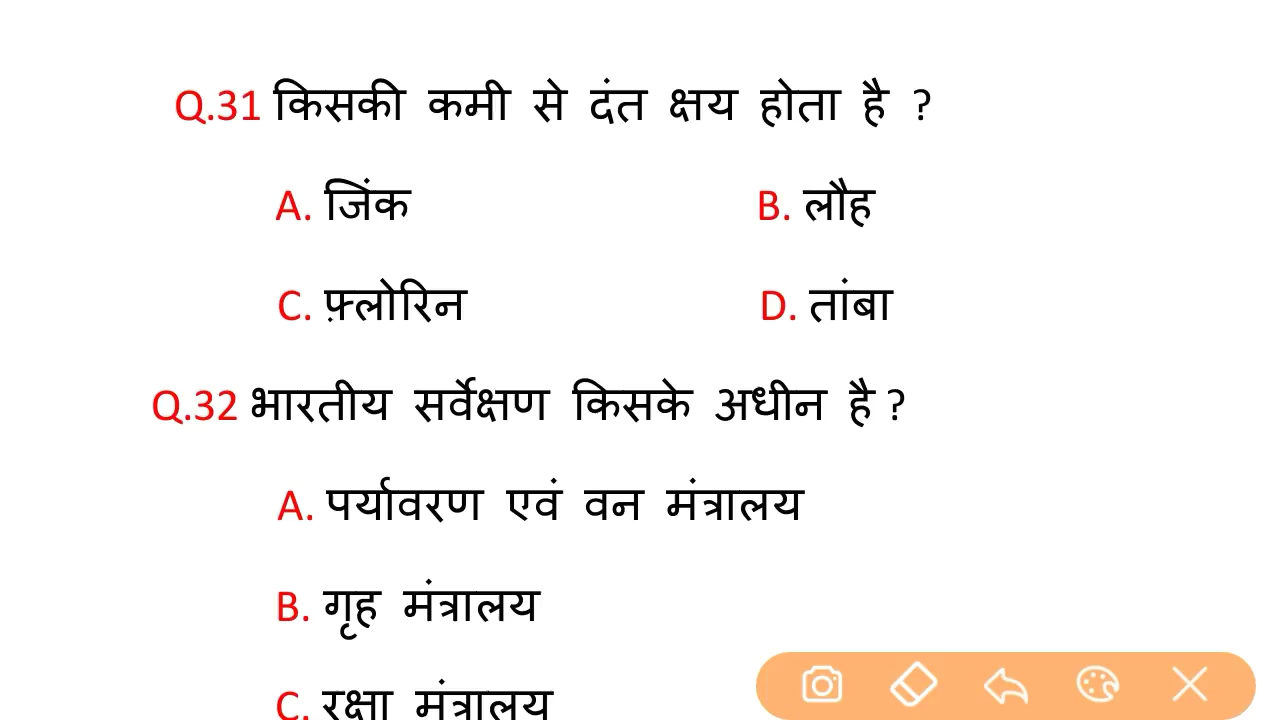 Q.31 किसकी कमी से दंत क्षय होता है ?
A. जिंक B. लौह
C. फ़्लोरिन D. तांबा
Q.32 भारतीय सर्वेक्षण किसके अधीन है ?
A. पर्यावरण एवं वन मंत्रालय
B. गृह मंत्रालय
C. रक्षा मंत्रालय